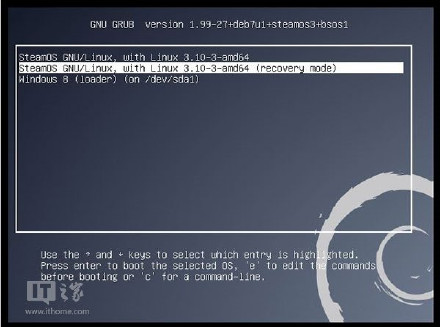 GNU GRUB version 1.99-27+deb7u1+steamos3+bsos1
SteamOS GNU/Linux, with Linux 3.10-3-amd64
SteamOS GNU/Linux, with Linux 3.10-3-amd64 (recovery mode)
Windows 8 (loader) (on /dev/sda1)
Use the ↑ and ↓ keys to select which entry is highlighted.
Press enter to boot the selected OS, 'e' to edit the commands
before booting or 'c' for a command-line.
IT之家
www.ithome.com